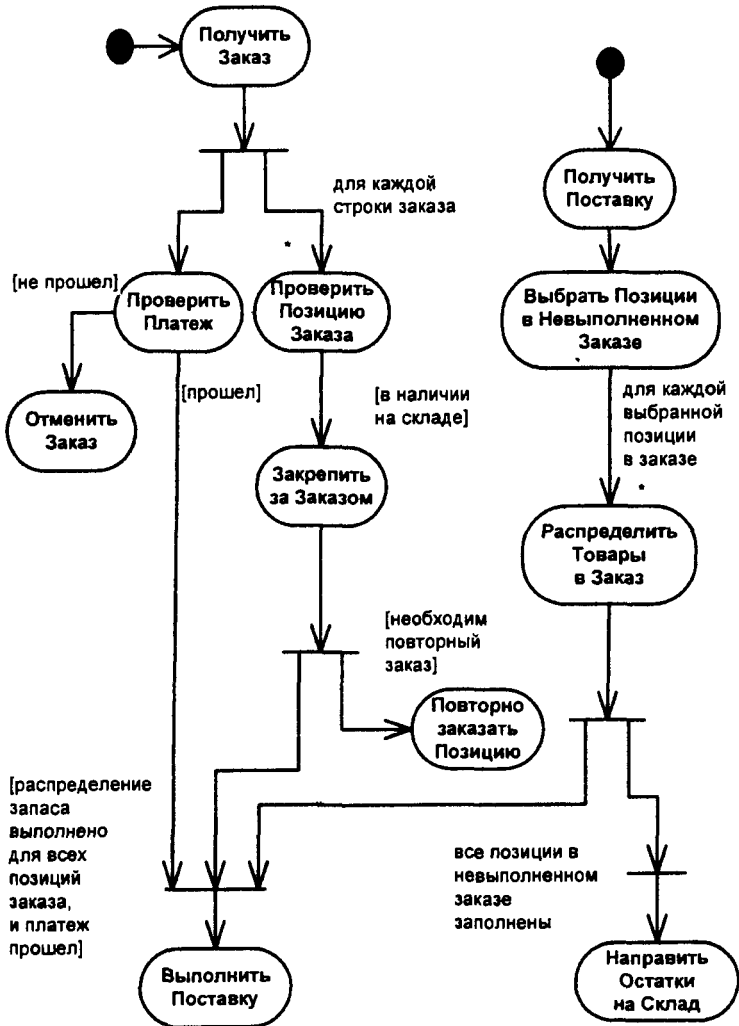 Получить
Заказ
Получить
Поставку
для каждой
строки заказа
*
[не прошел]
Проверить
Платеж
Проверить
Позицию
Заказа
Выбрать Позиции
в Невыполненном
Заказе
Отменить
Заказ
[прошел]
[в наличии
на складе]
для каждой
выбранной
позиции
в заказе
*
Закрепить
за Заказом
Распределить
Товары
в Заказ
[необходим
повторный
заказ]
Повторно
заказать
Позицию
[распределение
запаса
выполнено
для всех
позиций
заказа,
и платеж
прошел]
все позиции в
невыполненном
заказе
заполнены
Выполнить
Поставку
Направить
Остатки
на Склад